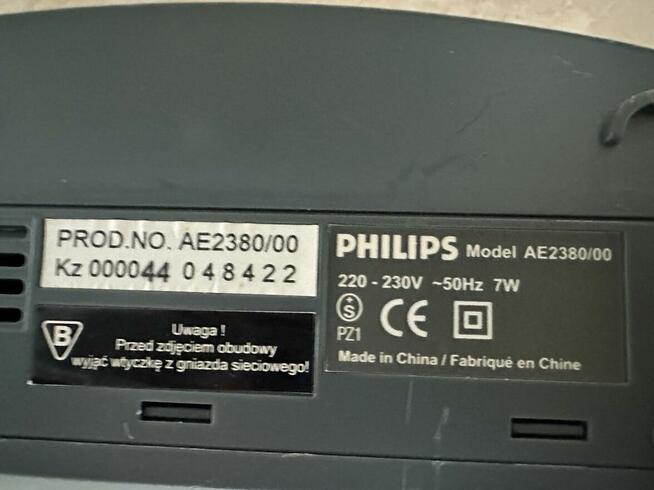 PROD.NO. AE2380/00
Kz 000044 048422
B
Uwaga !
Przed zdjęciem obudowy
wyjąć wtyczkę z gniazda sieciowego!
PHILIPS Model AE2380/00
220 - 230V ~50Hz 7W
+
S
PZ1
CE
Made in China / Fabriqué en Chine